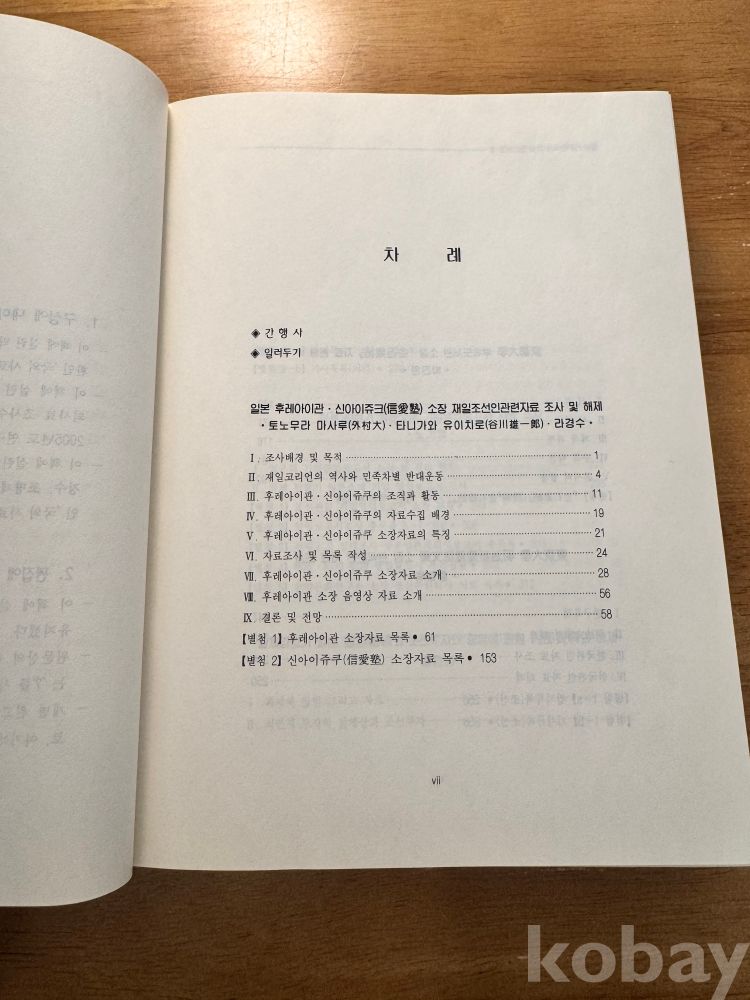 차 례
◈ 간 행 사
◈ 일러두기
일본 후레아이관·신아이쥬크(信愛塾) 소장 재일조선인관련자료 조사 및 해제
• 토노무라 마사루(外村大)·타니가와 유이치로(谷川雄一郞)·라경수 •
Ⅰ. 조사배경 및 목적 1
Ⅱ. 재일코리언의 역사와 민족차별 반대운동 4
Ⅲ. 후레아이관·신아이쥬쿠의 조직과 활동 11
Ⅳ. 후레아이관·신아이쥬쿠의 자료수집 배경 19
Ⅴ. 후레아이관·신아이쥬쿠 소장자료의 특징 21
Ⅵ. 자료조사 및 목록 작성 24
Ⅶ. 후레아이관·신아이쥬쿠 소장자료 소개 28
Ⅷ. 후레아이관 소장 음영상 자료 소개 56
Ⅸ. 결론 및 전망 58
【별첨 1】 후레아이관 소장자료 목록 • 61
【별첨 2】 신아이쥬쿠(信愛塾) 소장자료 목록 • 153
vii
kobay